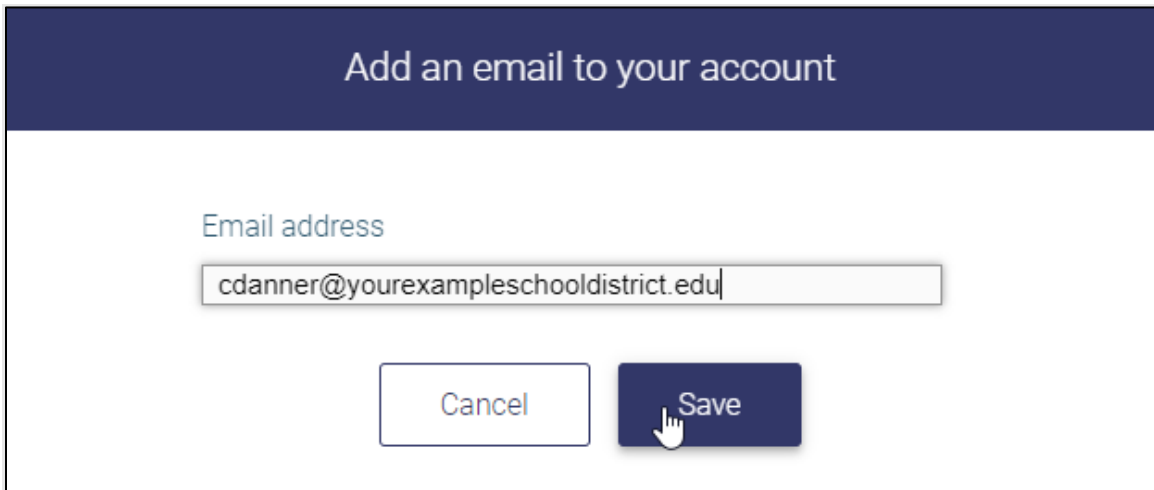 Add an email to your account
Email address
cdanner@yourexampleschooldistrict.edu
Cancel Save